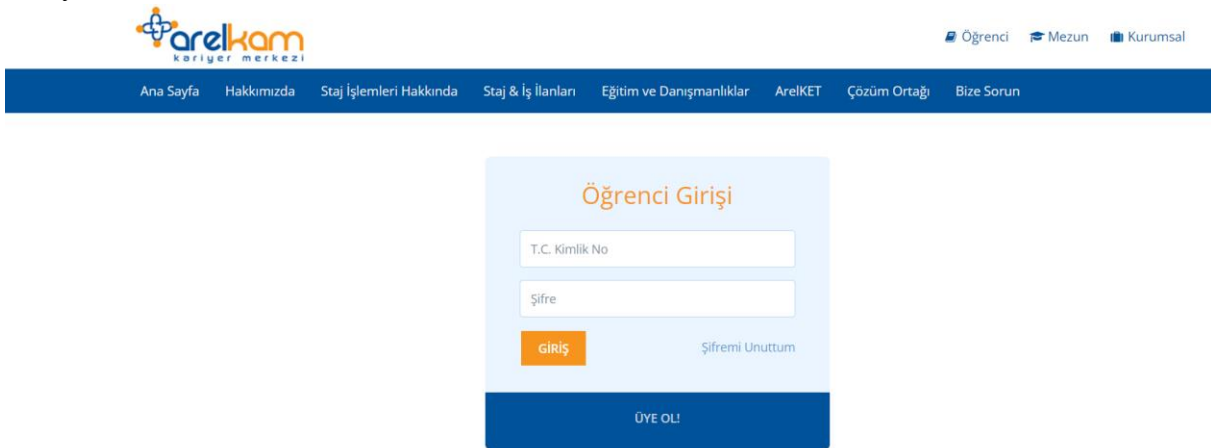 arelkam
kariyer merkezi
Öğrenci Mezun Kurumsal
Ana Sayfa Hakkımızda Staj İşlemleri Hakkında Staj & İş İlanları Eğitim ve Danışmanlıklar ArelKET Çözüm Ortağı Bize Sorun
Öğrenci Girişi
T.C. Kimlik No
Şifre
GİRİŞ Şifremi Unuttum
ÜYE OL!